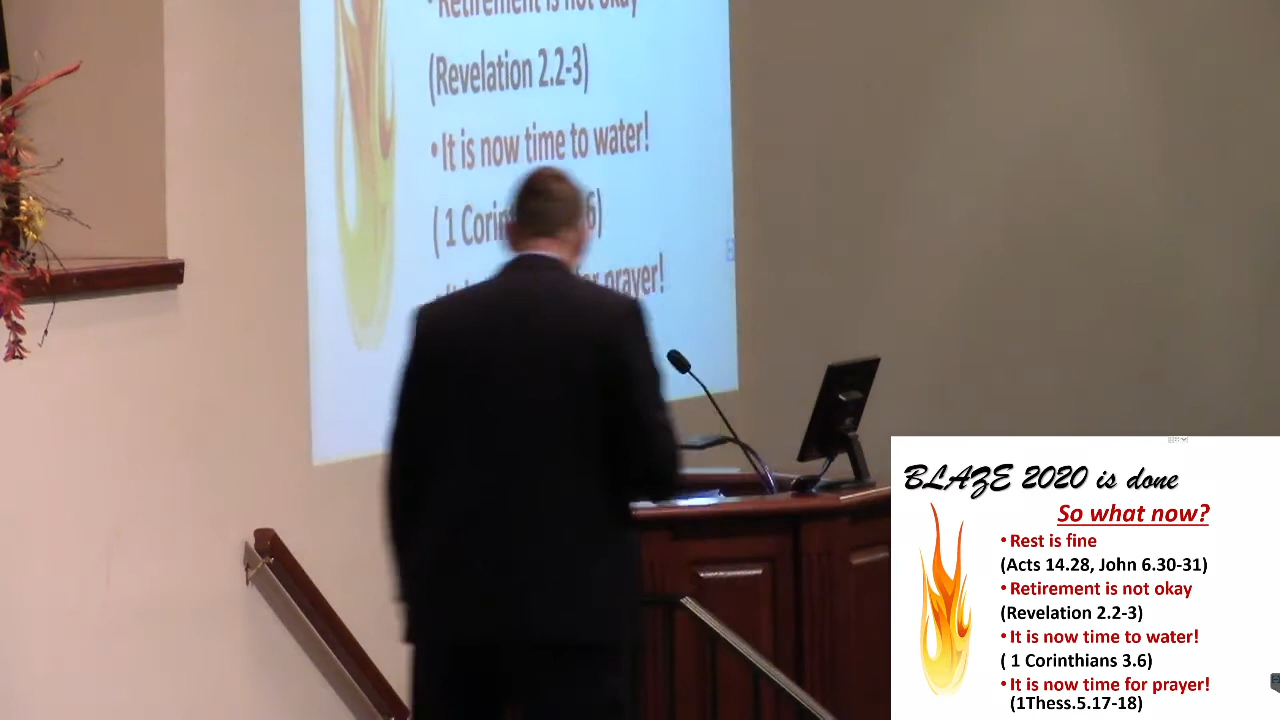 Retirement is not okay
(Revelation 2.2-3)
• It is now time to water!
( 1 Corin 6)
for prayer!
BLAZE 2020 is done
So what now?
• Rest is fine
(Acts 14.28, John 6.30-31)
• Retirement is not okay
(Revelation 2.2-3)
• It is now time to water!
( 1 Corinthians 3.6)
• It is now time for prayer!
(1Thess.5.17-18)